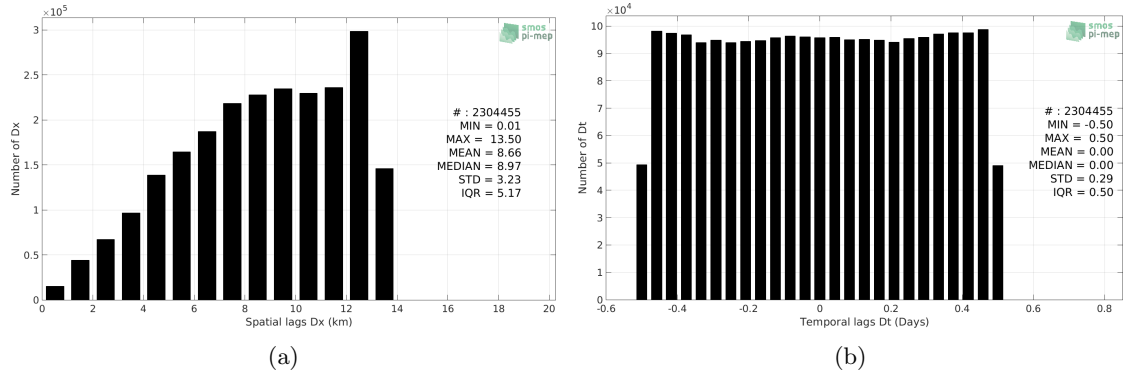 ×10⁵
3
2.5
2
1.5
1
0.5
0
Number of Dx
0 2 4 6 8 10 12 14 16 18 20
Spatial lags Dx (km)
smos
pi-mep
# : 2304455
MIN = 0.01
MAX = 13.50
MEAN = 8.66
MEDIAN = 8.97
STD = 3.23
IQR = 5.17
(a)
×10⁴
10
9
8
7
6
5
4
3
2
1
0
Number of Dt
-0.6 -0.4 -0.2 0 0.2 0.4 0.6 0.8
Temporal lags Dt (Days)
smos
pi-mep
# : 2304455
MIN = -0.50
MAX = 0.50
MEAN = 0.00
MEDIAN = 0.00
STD = 0.29
IQR = 0.50
(b)